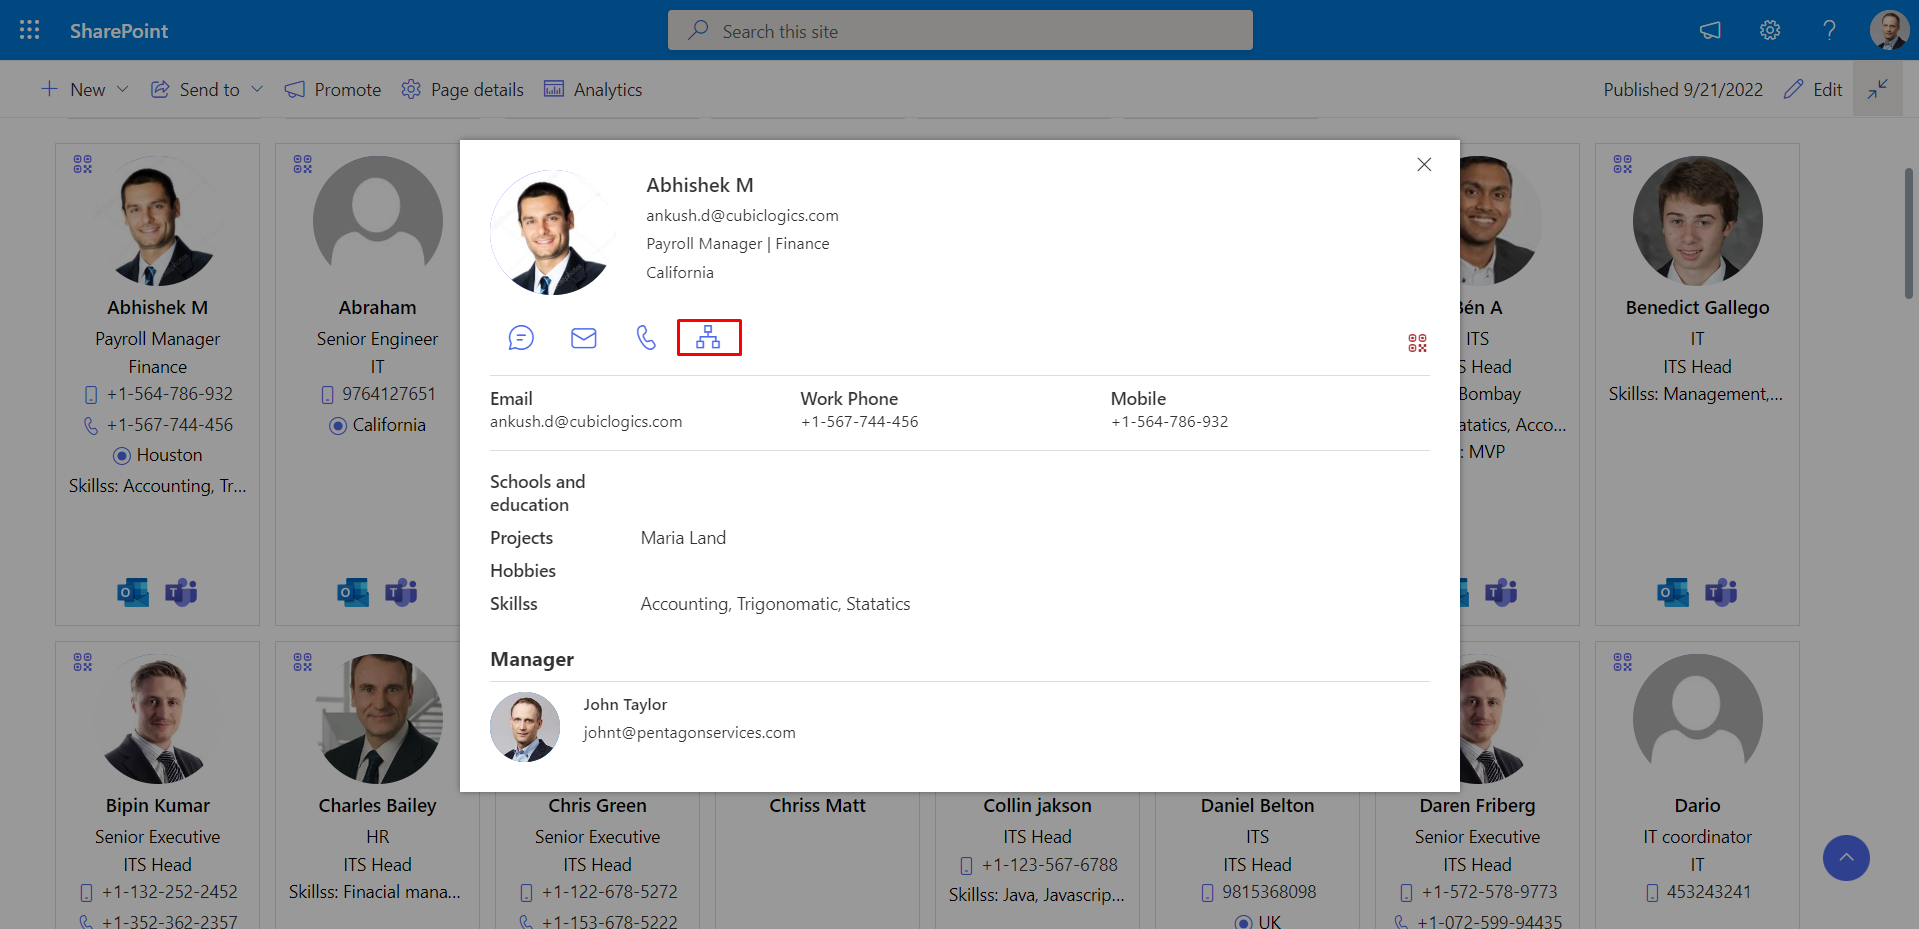 SharePoint
Search this site
New
Send to
Promote
Page details
Analytics
Published 9/21/2022
Edit
Abhishek M
Payroll Manager
Finance
+1-564-786-932
+1-567-744-456
Houston
Skillss: Accounting, Tr...
Abraham
Senior Engineer
IT
9764127651
California
Abhishek M
ankush.d@cubiclogics.com
Payroll Manager | Finance
California
Email
ankush.d@cubiclogics.com
Work Phone
+1-567-744-456
Mobile
+1-564-786-932
Schools and
education
Projects
Maria Land
Hobbies
Skillss
Accounting, Trigonomatic, Statatics
Manager
John Taylor
johnt@pentagonservices.com
Bén A
ITS
S Head
Bombay
atatics, Acco...
: MVP
Benedict Gallego
IT
ITS Head
Skillss: Management,...
Bipin Kumar
Senior Executive
ITS Head
+1-132-252-2452
+1-352-362-2357
Charles Bailey
HR
ITS Head
Skillss: Finacial mana...
Chris Green
Senior Executive
ITS Head
+1-122-678-5272
+1-153-678-5222
Chriss Matt
Collin jakson
ITS Head
+1-123-567-6788
Skillss: Java, Javascrip...
Daniel Belton
ITS
ITS Head
9815368098
UK
Daren Friberg
Senior Executive
ITS Head
+1-572-578-9773
+1-072-599-94435
Dario
IT coordinator
IT
453243241